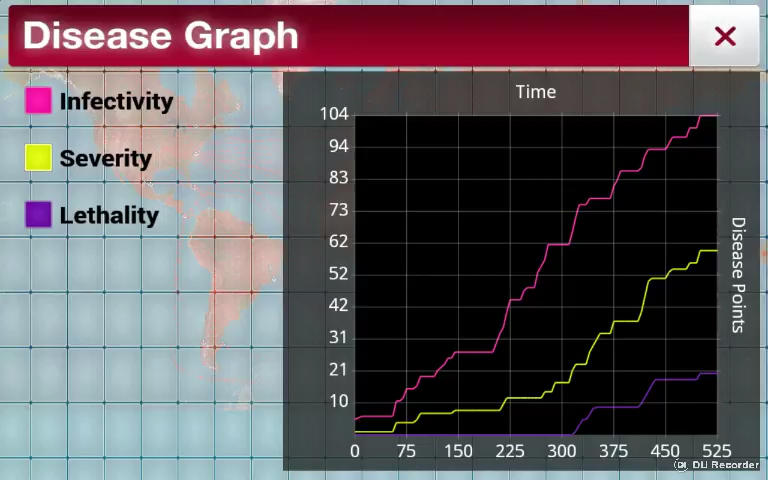 Disease Graph
Infectivity
Severity
Lethality
Time
104
94
83
73
62
52
42
31
21
10
0 75 150 225 300 375 450 525
Disease Points
DU Recorder